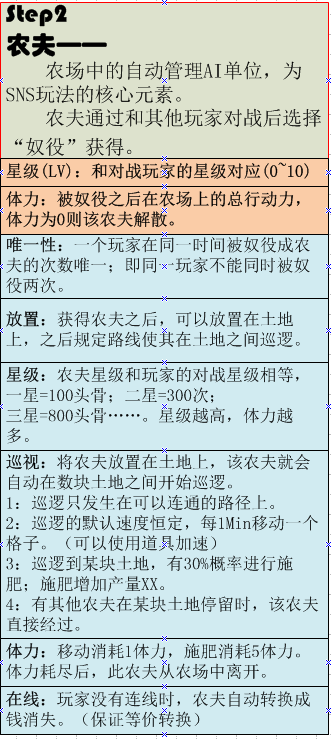 Step2
农夫——
农场中的自动管理AI单位，为
SNS玩法的核心元素。
农夫通过和其他玩家对战后选择
“奴役”获得。
星级(LV)：和对战玩家的星级对应(0~10)
体力：被奴役之后在农场上的总行动力，
体力为0则该农夫解散。
唯一性：一个玩家在同一时间被奴役成农
夫的次数唯一；即同一玩家不能同时被奴
役两次。
放置：获得农夫之后，可以放置在土地
上，之后规定路线使其在土地之间巡逻。
星级：农夫星级和玩家的对战星级相等，
一星=100头骨；二星=300次；
三星=800头骨……。星级越高，体力越
多。
巡视：将农夫放置在土地上，该农夫就会
自动在数块土地之间开始巡逻。
1：巡逻只发生在可以连通的路径上。
2：巡逻的默认速度恒定，每1Min移动一个
格子。（可以使用道具加速）
3：巡逻到某块土地，有30%概率进行施
肥；施肥增加产量XX。
4：有其他农夫在某块土地停留时，该农夫
直接经过。
体力：移动消耗1体力，施肥消耗5体力。
体力耗尽后，此农夫从农场中离开。
在线：玩家没有连线时，农夫自动转换成
钱消失。（保证等价转换）